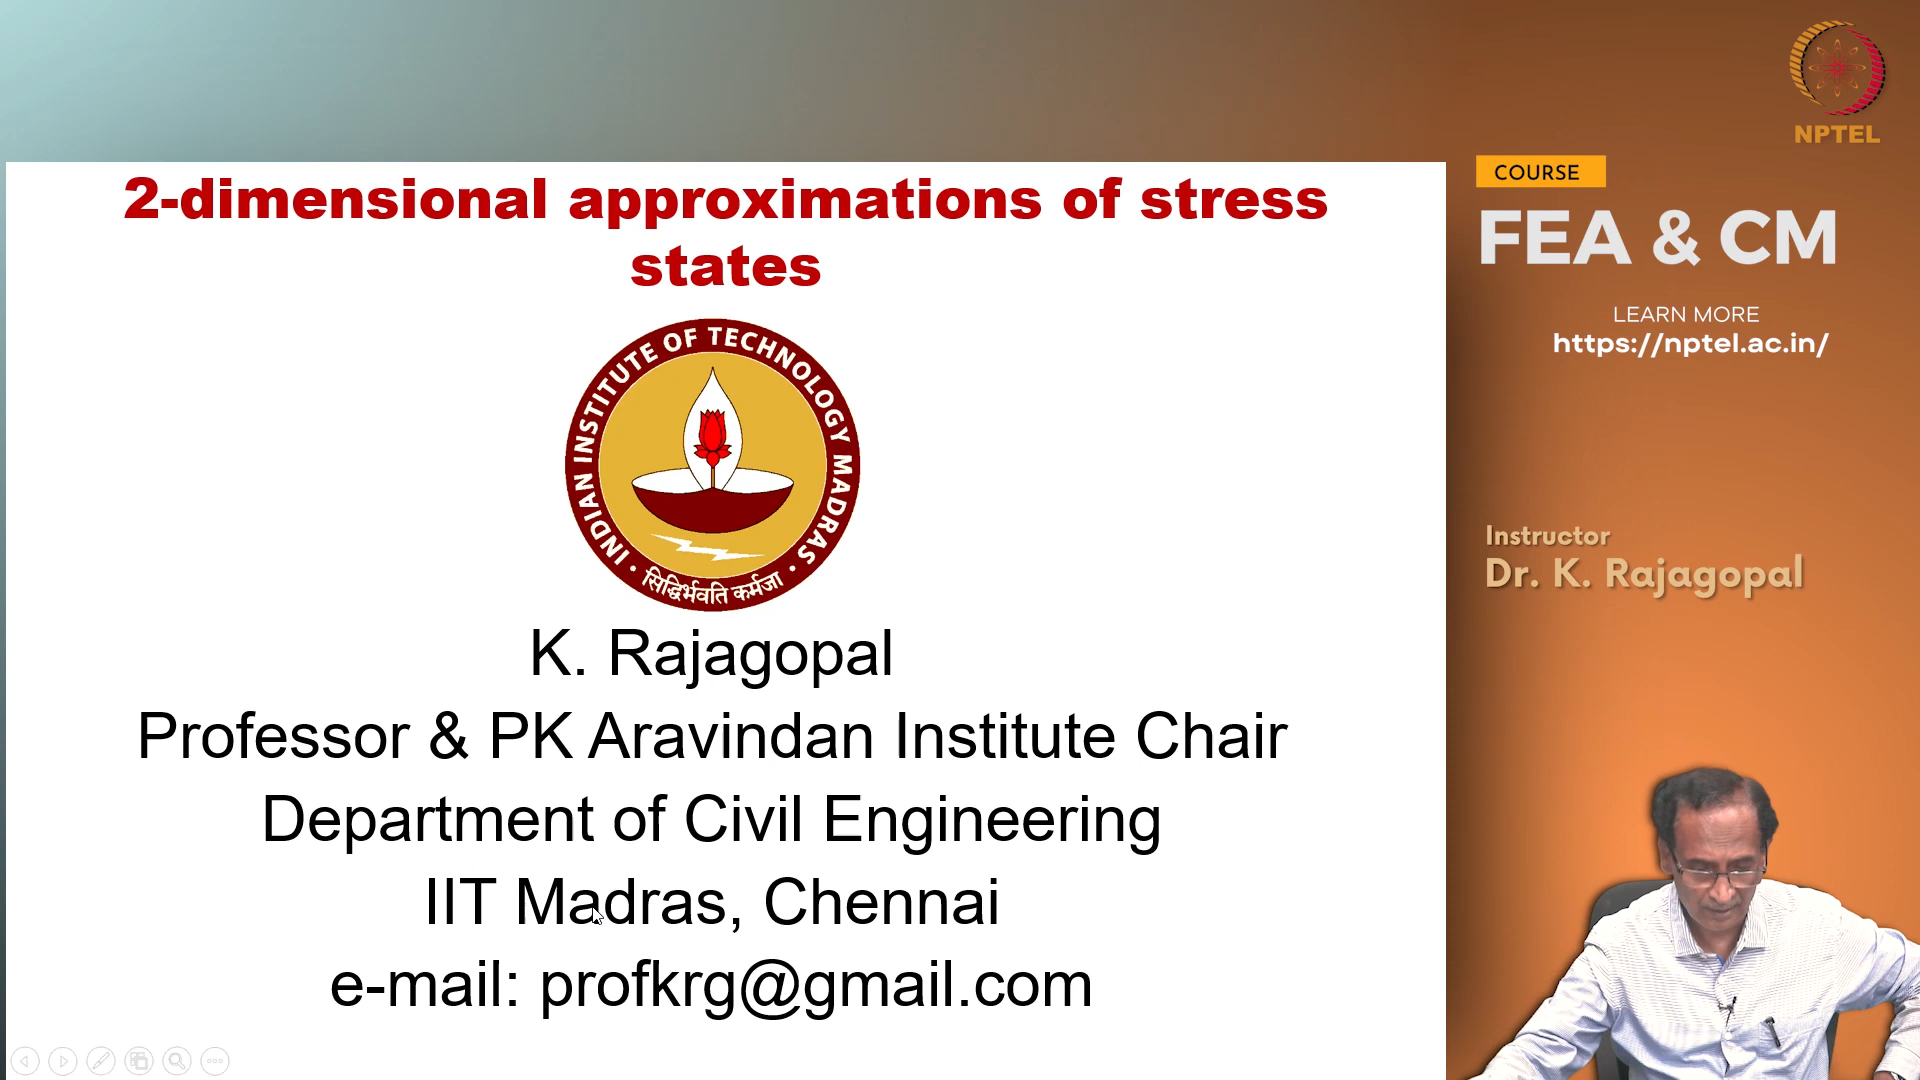 NPTEL
2-dimensional approximations of stress
states
INDIAN INSTITUTE OF TECHNOLOGY MADRAS
सिद्धिर्भवति कर्मजा
K. Rajagopal
Professor & PK Aravindan Institute Chair
Department of Civil Engineering
IIT Madras, Chennai
e-mail: profkrg@gmail.com
COURSE
FEA & CM
LEARN MORE
https://nptel.ac.in/
Instructor
Dr. K. Rajagopal